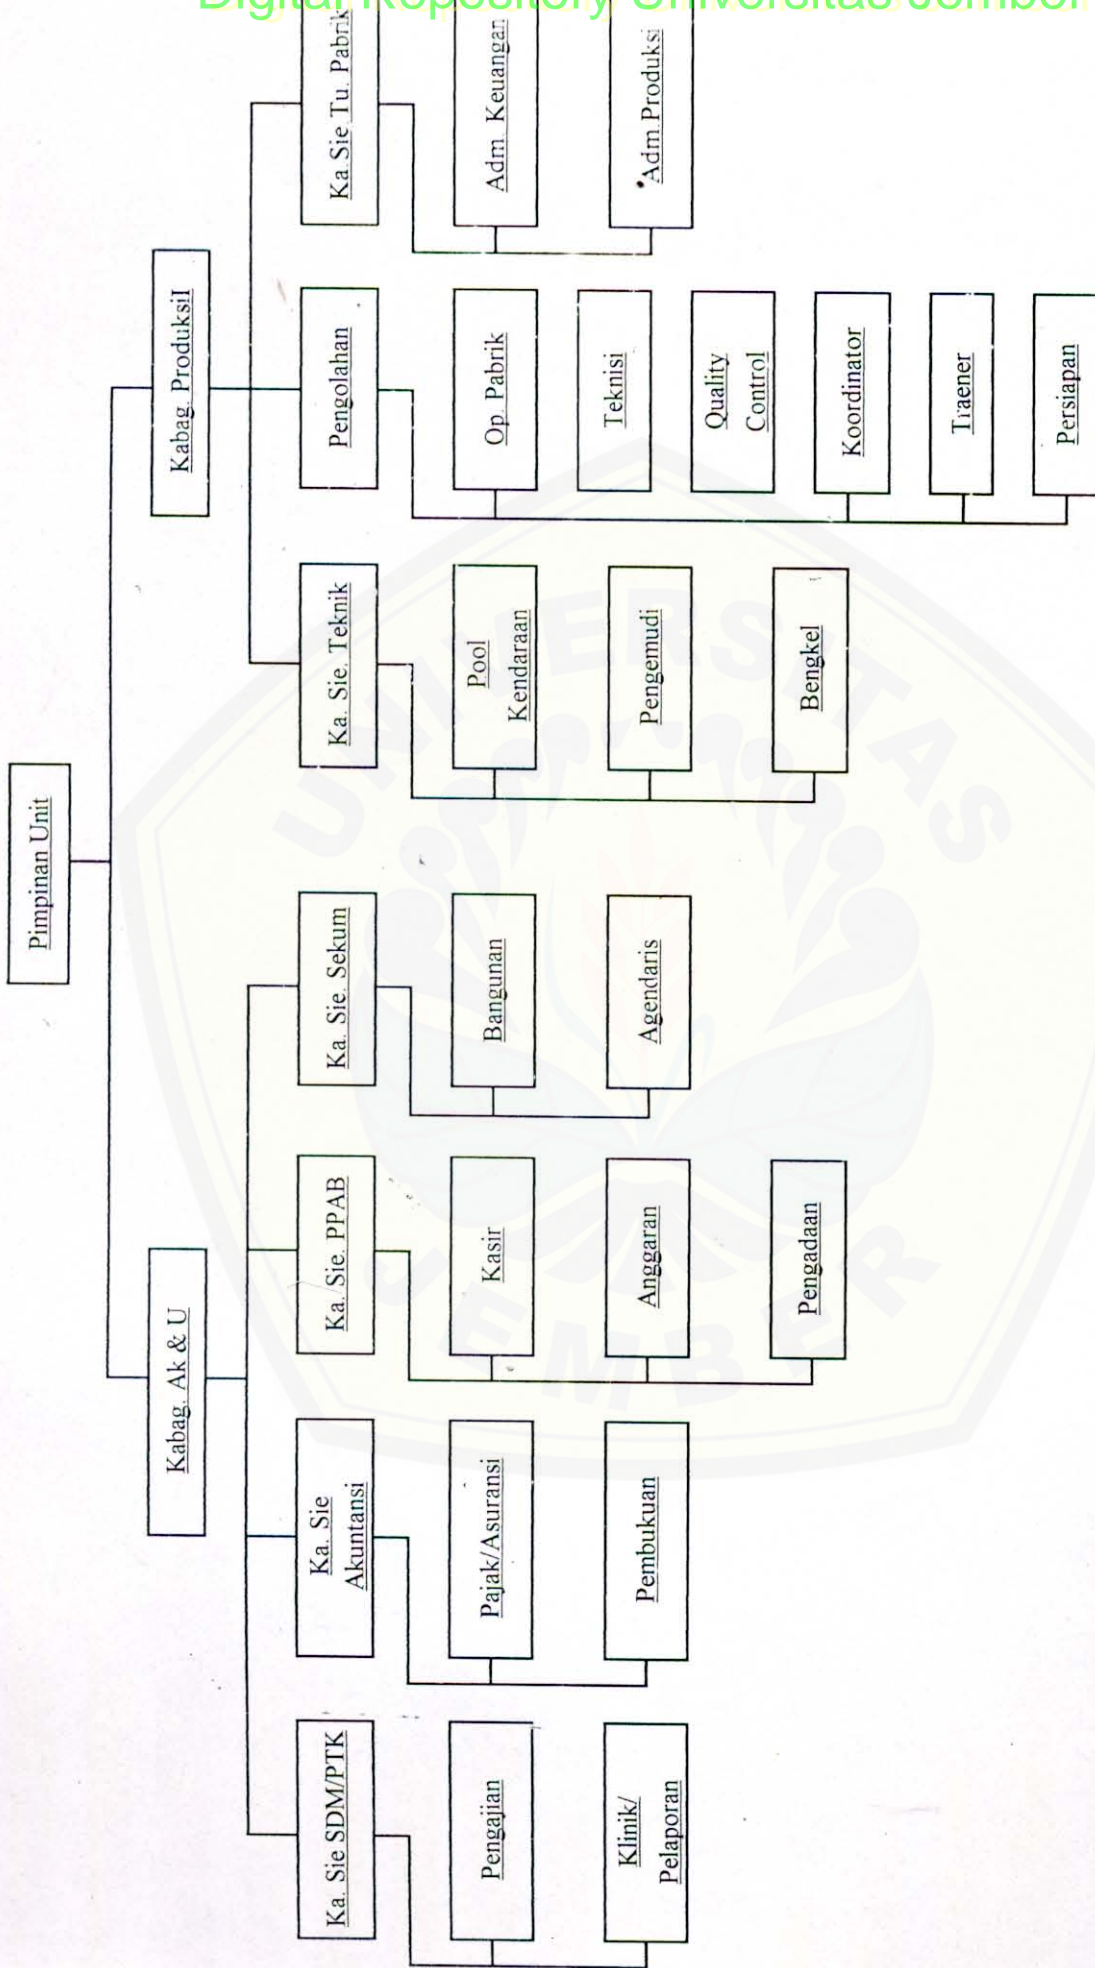 Digital Repository Universitas Jember
Pimpinan Unit
Kabag. Ak & U
Kabag. ProduksiI
Ka. Sie SDM/PTK
Ka. Sie
Akuntansi
Ka. Sie. PPAB
Ka. Sie. Sekum
Ka. Sie. Teknik
Pengolahan
Ka.Sie.Tu. Pabrik
Pengajian
Pajak/Asuransi
Kasir
Bangunan
Pool
Kendaraan
Op. Pabrik
Adm. Keuangan
Klinik/
Pelaporan
Pembukuan
Anggaran
Agendaris
Pengemudi
Teknisi
Adm.Produksi
Pengadaan
Bengkel
Quality
Control
Koordinator
Traener
Persiapan
UNIVERSITAS
JEMBER